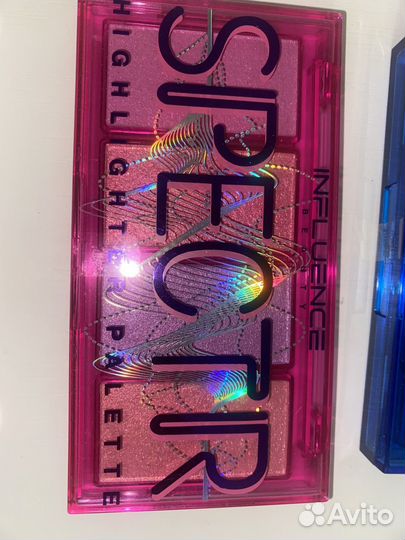 INFLUENCE
BEAUTY
SPECTR
HIGHLIGHTER PALETTE
Avito